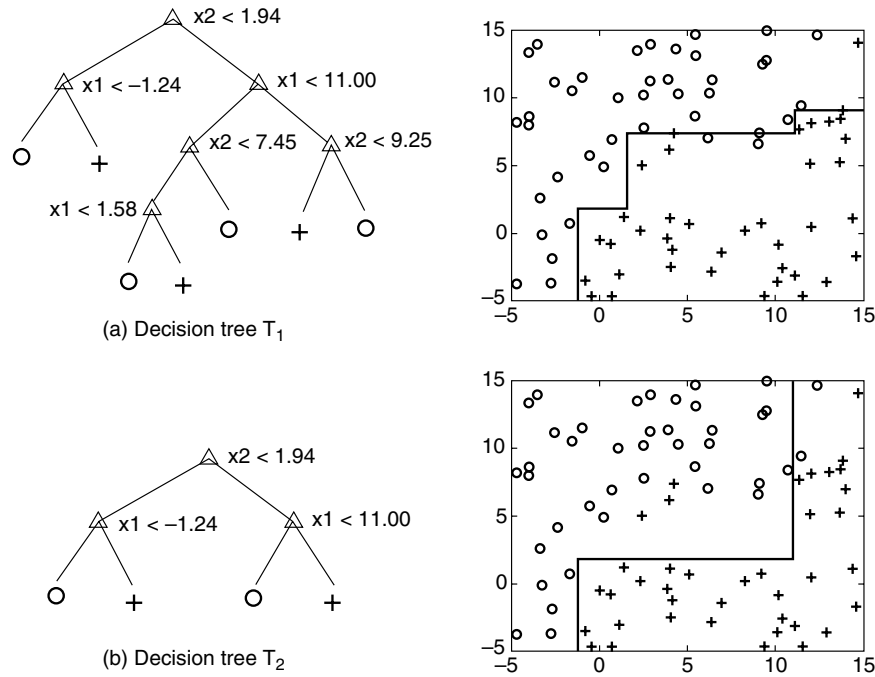 x2 < 1.94
x1 < –1.24
x1 < 11.00
x2 < 7.45
x2 < 9.25
x1 < 1.58
(a) Decision tree T1
15
10
5
0
–5
–5
0
5
10
15
x2 < 1.94
x1 < –1.24
x1 < 11.00
(b) Decision tree T2
15
10
5
0
–5
–5
0
5
10
15